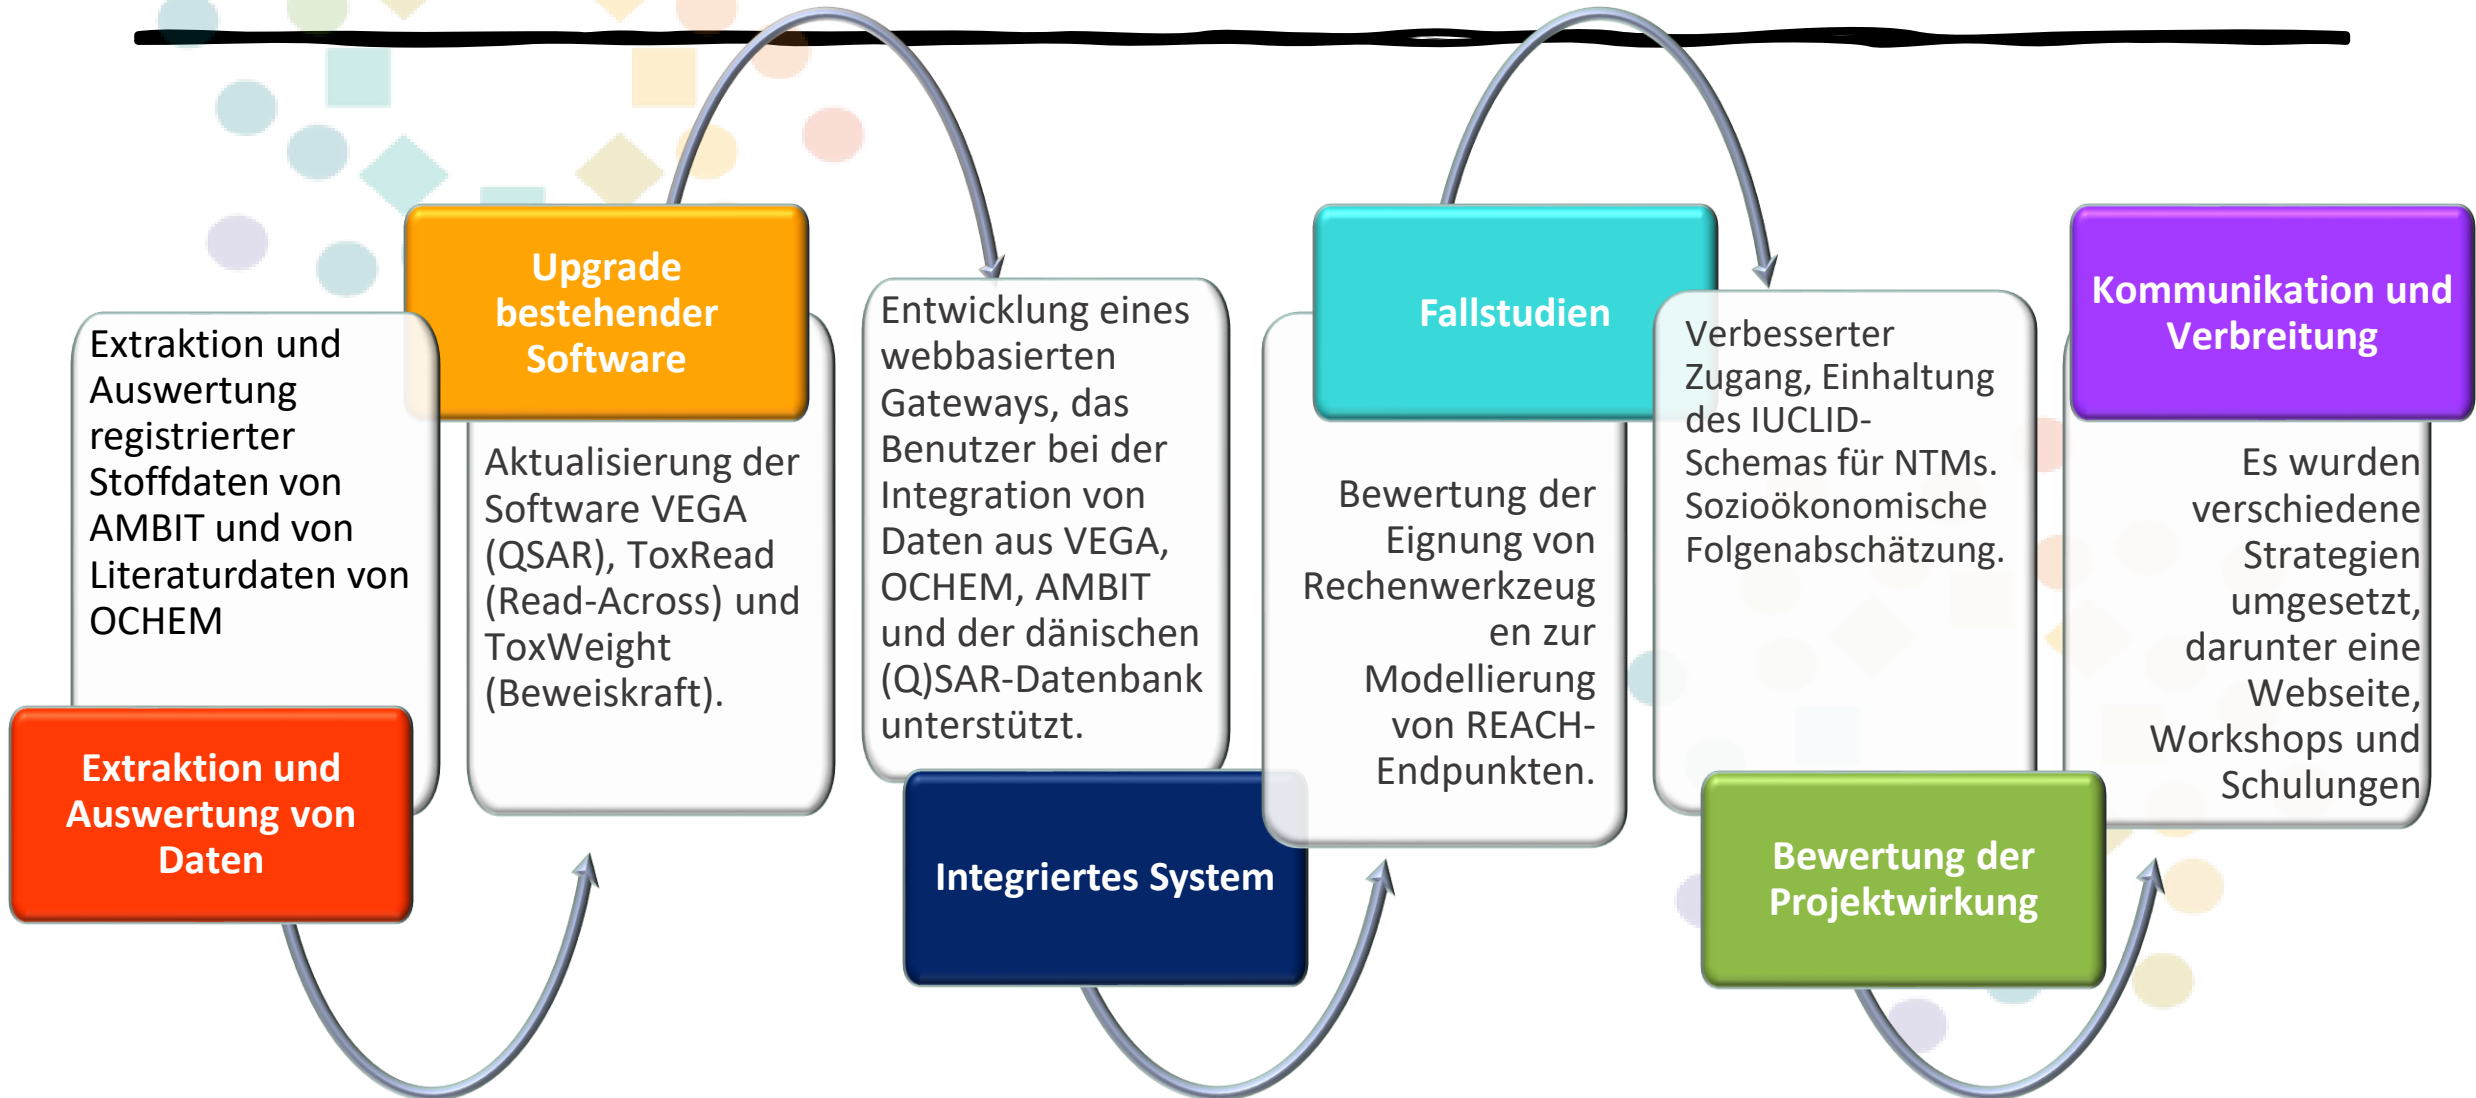 Extraktion und
Auswertung
registrierter
Stoffdaten von
AMBIT und von
Literaturdaten von
OCHEM
Extraktion und
Auswertung von
Daten
Upgrade
bestehender
Software
Aktualisierung der
Software VEGA
(QSAR), ToxRead
(Read-Across) und
ToxWeight
(Beweiskraft).
Entwicklung eines
webbasierten
Gateways, das
Benutzer bei der
Integration von
Daten aus VEGA,
OCHEM, AMBIT
und der dänischen
(Q)SAR-Datenbank
unterstützt.
Integriertes System
Fallstudien
Bewertung der
Eignung von
Rechenwerkzeug
en zur
Modellierung
von REACH-
Endpunkten.
Verbesserter
Zugang, Einhaltung
des IUCLID-
Schemas für NTMs.
Sozioökonomische
Folgenabschätzung.
Bewertung der
Projektwirkung
Kommunikation und
Verbreitung
Es wurden
verschiedene
Strategien
umgesetzt,
darunter eine
Webseite,
Workshops und
Schulungen